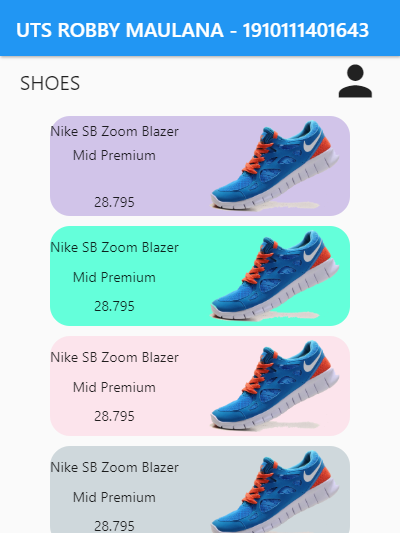 UTS ROBBY MAULANA - 1910111401643
SHOES
Nike SB Zoom Blazer
Mid Premium
28.795
Nike SB Zoom Blazer
Mid Premium
28.795
Nike SB Zoom Blazer
Mid Premium
28.795
Nike SB Zoom Blazer
Mid Premium
28.795